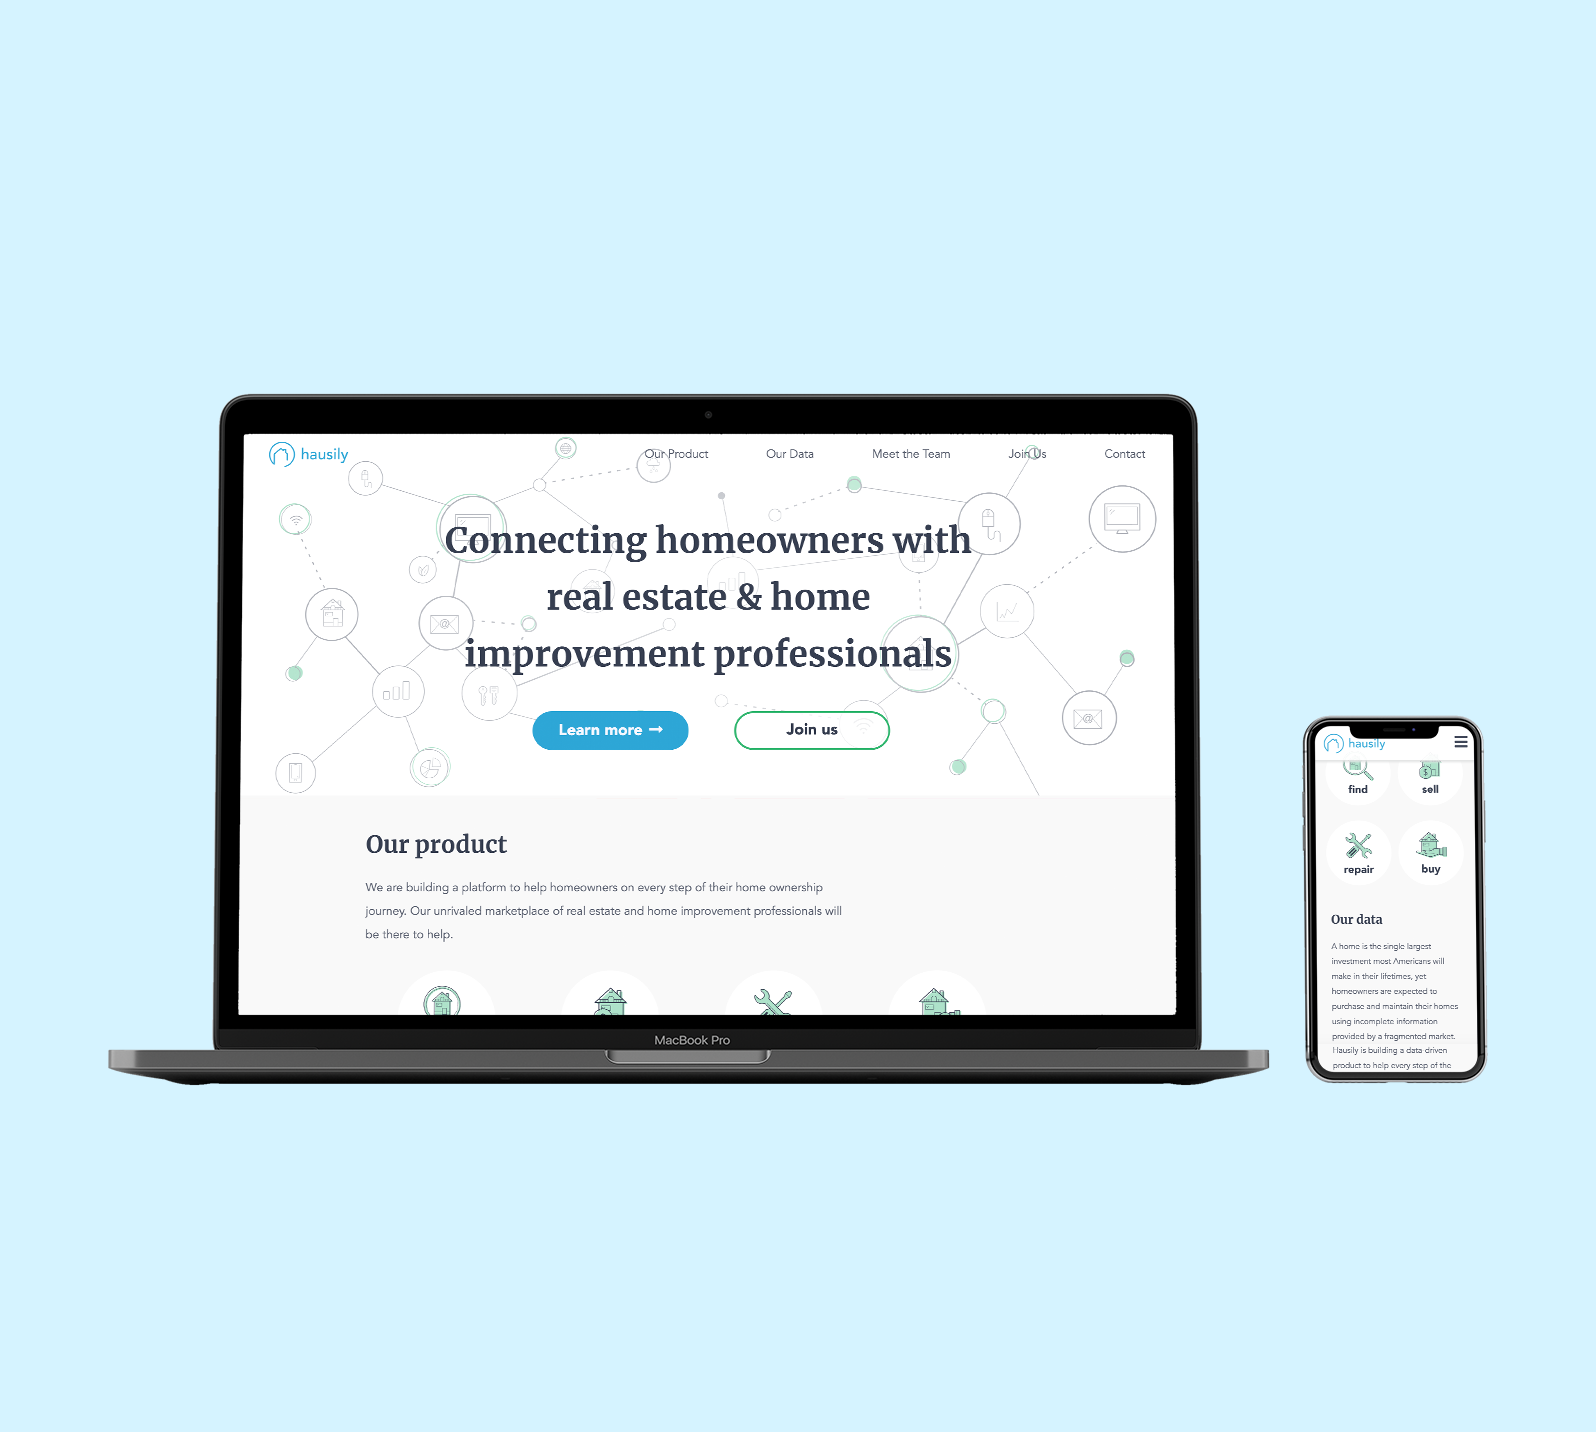 hausily
Our Product
Our Data
Meet the Team
Join Us
Contact
Connecting homeowners with
real estate & home
improvement professionals
Learn more →
Join us
Our product
We are building a platform to help homeowners on every step of their home ownership
journey. Our unrivaled marketplace of real estate and home improvement professionals will
be there to help.
MacBook Pro
hausily
find
sell
repair
buy
Our data
A home is the single largest
investment most Americans will
make in their lifetimes, yet
homeowners are expected to
purchase and maintain their homes
using incomplete information
provided by a fragmented market.
Hausily is building a data driven
product to help every step of the